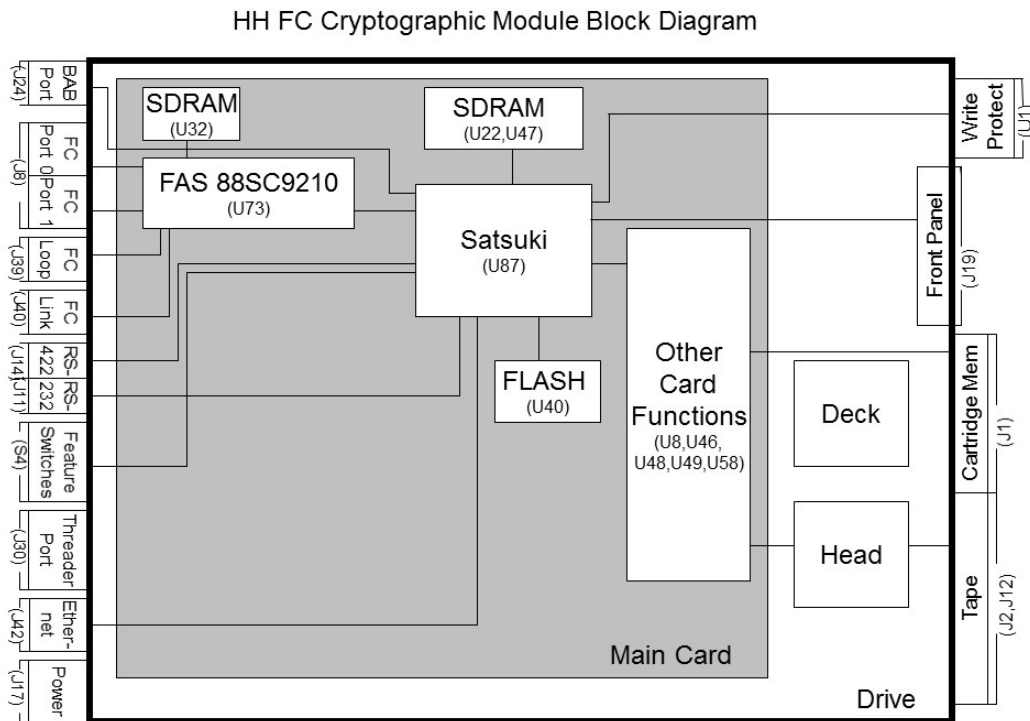 HH FC Cryptographic Module Block Diagram
BAB
Port
(J24)
FC
Port 0
FC
Port 1
(J8)
FC
Loop
(J39)
FC
Link
(J40)
RS-
422
(J14)
RS-
232
(J11)
Feature
Switches
(S4)
Threader
Port
(J30)
Ether-
net
(J42)
Power
(J17)
SDRAM
(U32)
SDRAM
(U22,U47)
FAS 88SC9210
(U73)
Satsuki
(U87)
FLASH
(U40)
Other
Card
Functions
(U8,U46,
U48,U49,U58)
Deck
Head
Main Card
Drive
Write
Protect
(U1)
Front Panel
(J19)
Cartridge Mem
(J1)
Tape
(J2,J12)